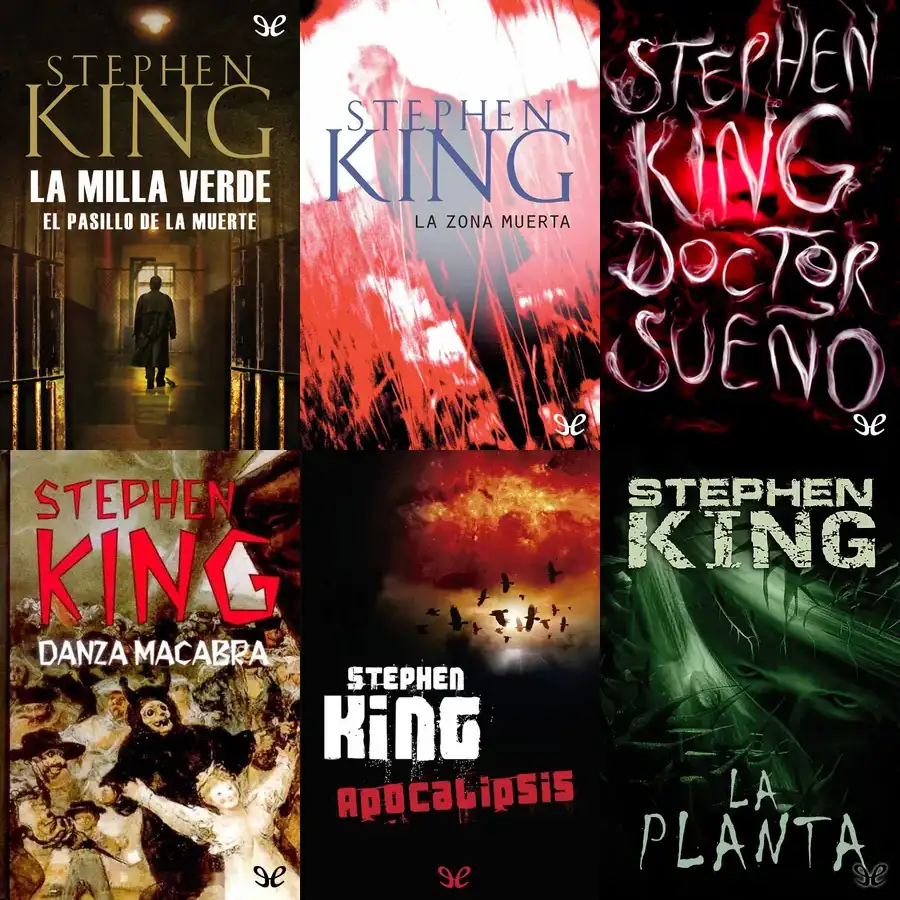 STEPHEN
KING
LA MILLA VERDE
EL PASILLO DE LA MUERTE
STEPHEN
KING
LA ZONA MUERTA
STEPHEN
KING
DOCTOR
SUEÑO
STEPHEN
KING
DANZA MACABRA
STEPHEN
KING
APOCALIPSIS
STEPHEN
KING
LA
PLANTA